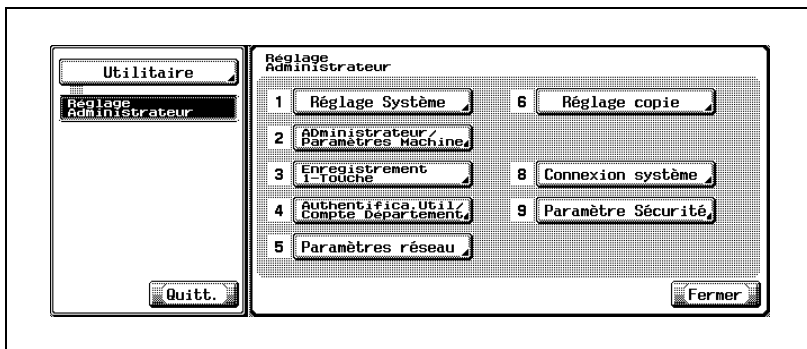 Utilitaire
Réglage
Administrateur
Quitt.
Réglage
Administrateur
1 Réglage Système
2 ADministrateur/
Paramètres Machine
3 Enregistrement
1-Touche
4 Authentifica.Util/
Compte Département
5 Paramètres réseau
6 Réglage copie
8 Connexion système
9 Paramètre Sécurité
Fermer